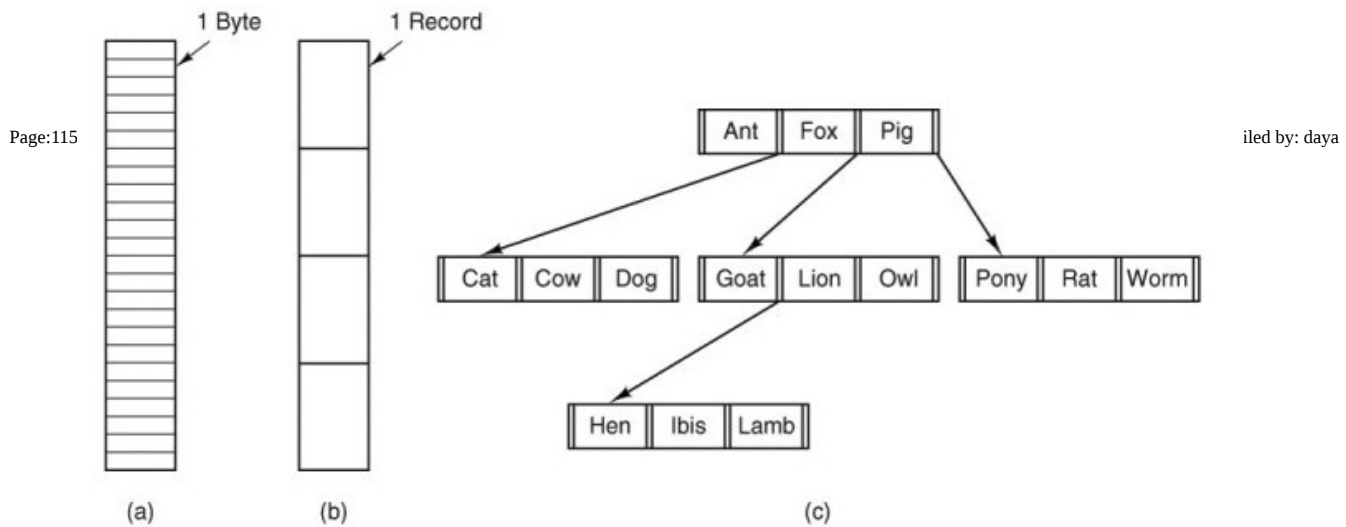 1 Byte
1 Record
Page:115
iled by: daya
Ant Fox Pig
Cat Cow Dog
Goat Lion Owl
Pony Rat Worm
Hen Ibis Lamb
(a)
(b)
(c)